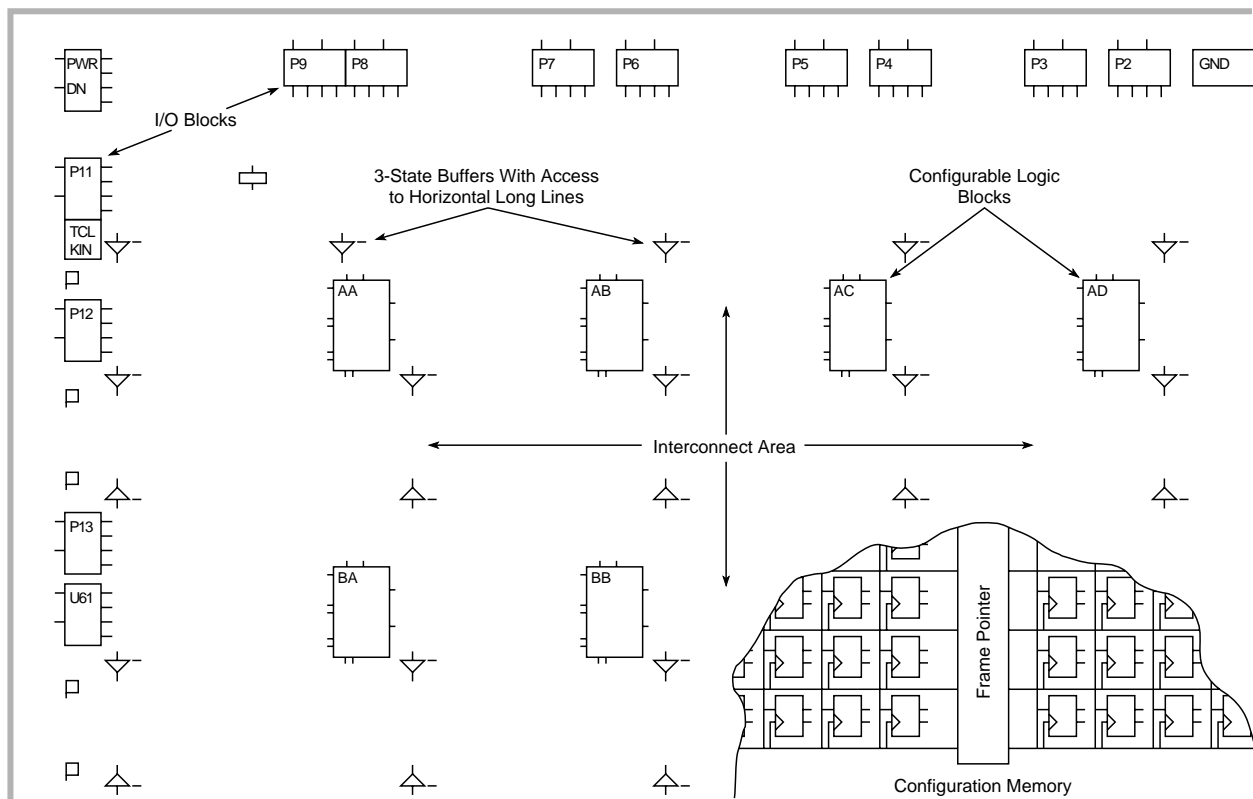 PWR
DN
P9
P8
P7
P6
P5
P4
P3
P2
GND
I/O Blocks
P11
3-State Buffers With Access
to Horizontal Long Lines
Configurable Logic
Blocks
TCL
KIN
AA
AB
AC
AD
P12
Interconnect Area
P13
BA
BB
U61
Frame Pointer
Configuration Memory